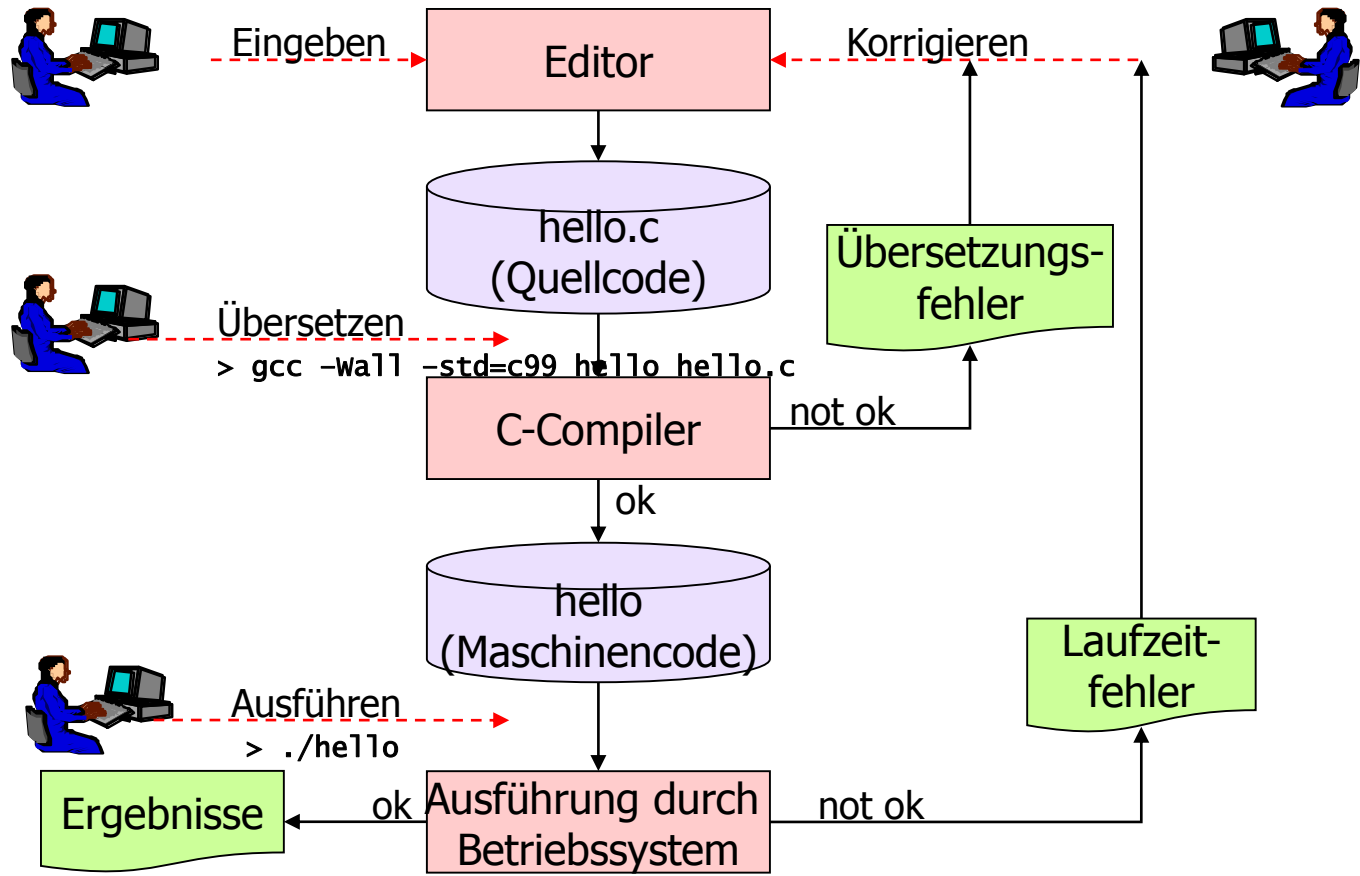 Eingeben
Editor
Korrigieren
hello.c
(Quellcode)
Übersetzungs-
fehler
Übersetzen
> gcc -Wall -std=c99 hello hello.c
C-Compiler
not ok
ok
hello
(Maschinencode)
Laufzeit-
fehler
Ausführen
> ./hello
Ergebnisse
ok
Ausführung durch
Betriebssystem
not ok